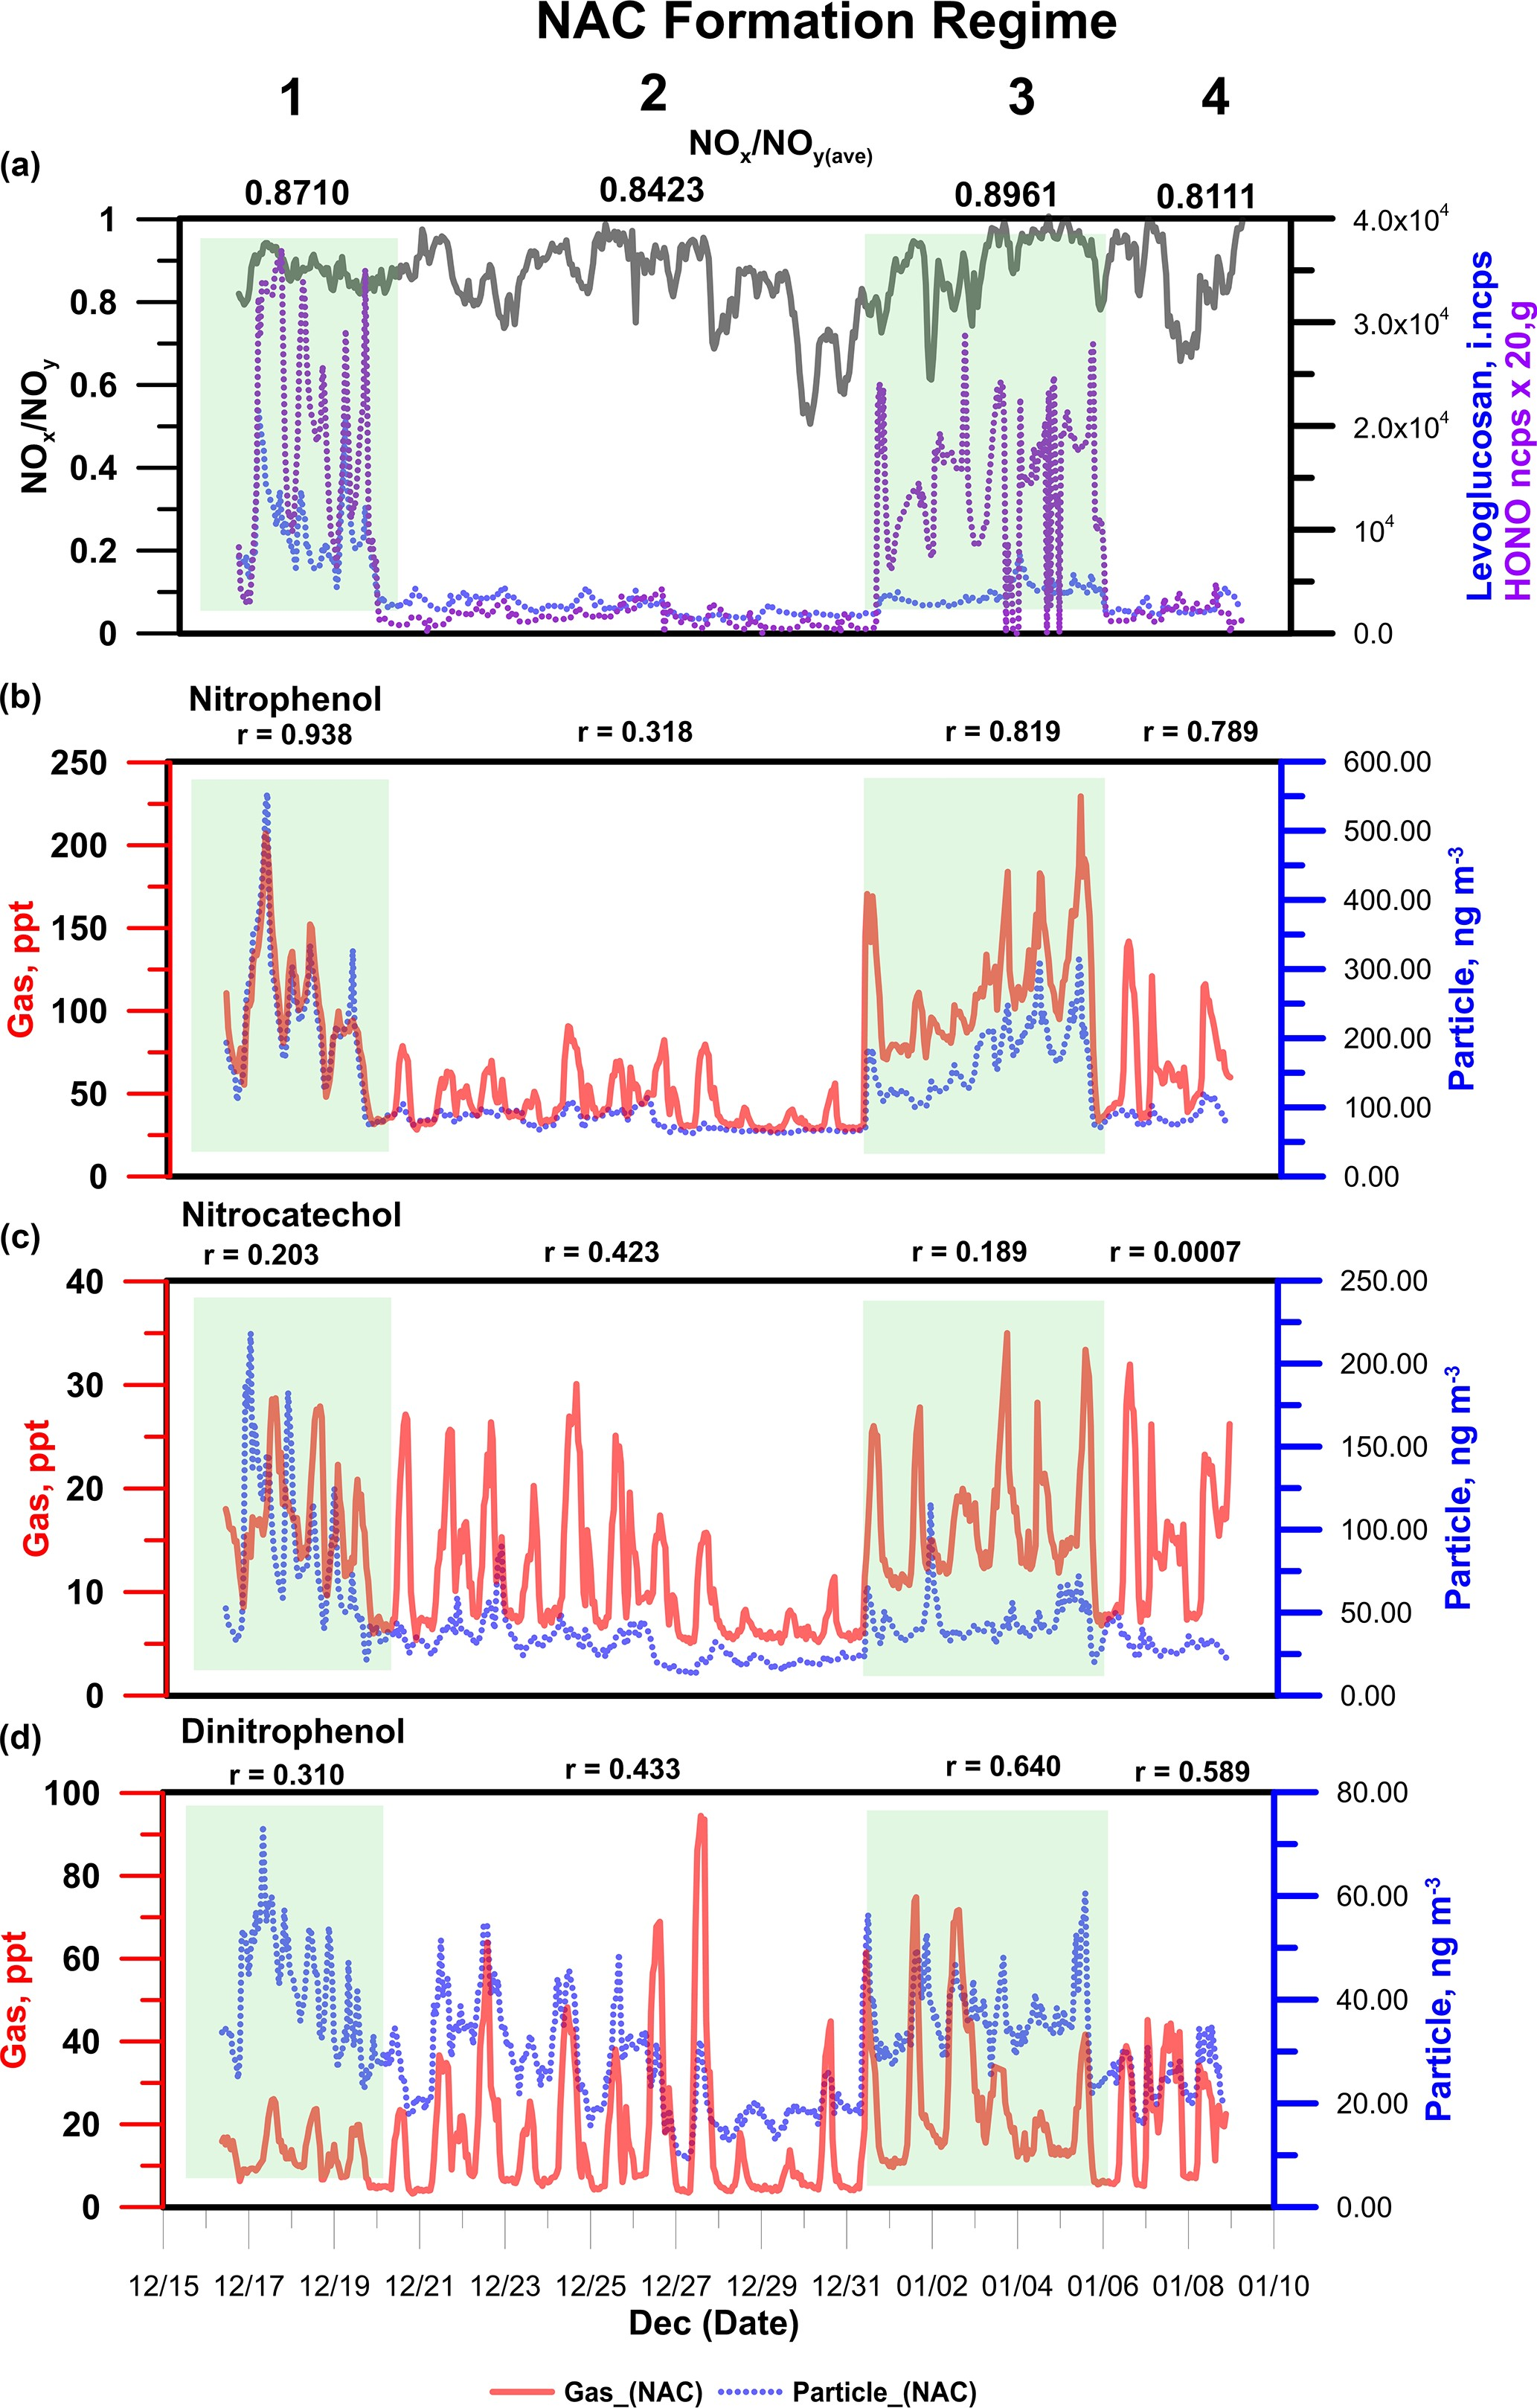 NAC Formation Regime
1 2 3 4
NOx/NOy(ave)
(a)
0.8710 0.8423 0.8961 0.8111
1
0.8
0.6
0.4
0.2
0
NOx/NOy
4.0x10⁴
3.0x10⁴
2.0x10⁴
10⁴
0.0
Levoglucosan, i.ncps
HONO ncps x 20,g
(b)
Nitrophenol
r = 0.938 r = 0.318 r = 0.819 r = 0.789
250
200
150
100
50
0
Gas, ppt
600.00
500.00
400.00
300.00
200.00
100.00
0.00
Particle, ng m⁻³
(c)
Nitrocatechol
r = 0.203 r = 0.423 r = 0.189 r = 0.0007
40
30
20
10
0
Gas, ppt
250.00
200.00
150.00
100.00
50.00
0.00
Particle, ng m⁻³
(d)
Dinitrophenol
r = 0.310 r = 0.433 r = 0.640 r = 0.589
100
80
60
40
20
0
Gas, ppt
80.00
60.00
40.00
20.00
0.00
Particle, ng m⁻³
12/15 12/17 12/19 12/21 12/23 12/25 12/27 12/29 12/31 01/02 01/04 01/06 01/08 01/10
Dec (Date)
Gas_(NAC) Particle_(NAC)